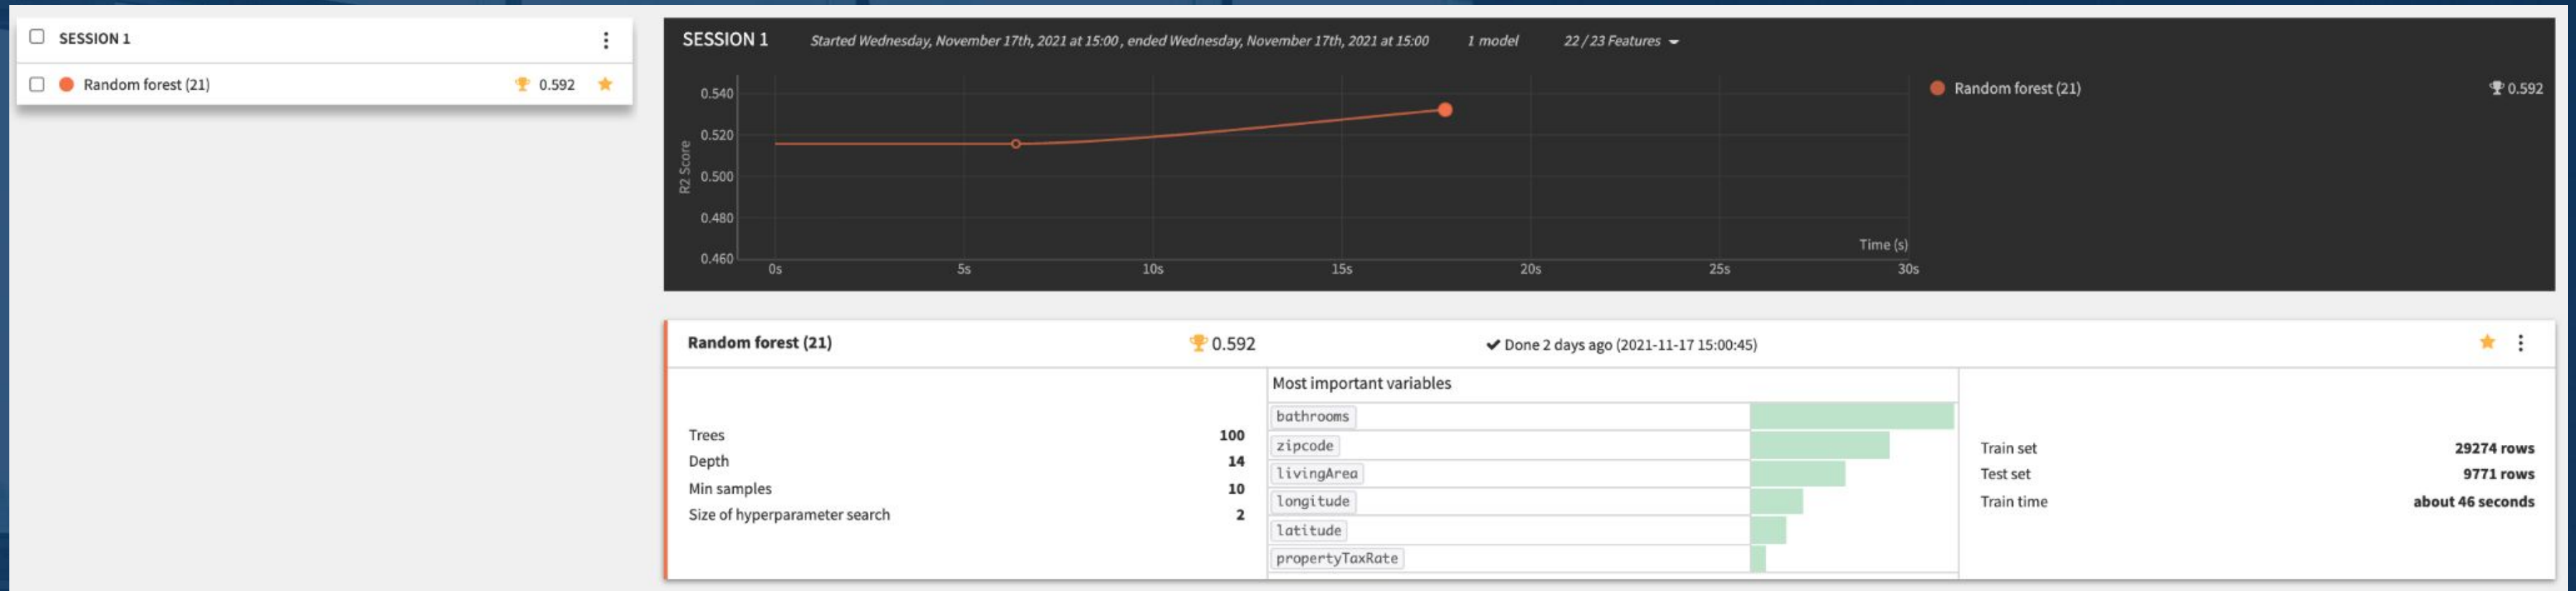 SESSION 1
Random forest (21) 0.592
SESSION 1 Started Wednesday, November 17th, 2021 at 15:00 , ended Wednesday, November 17th, 2021 at 15:00 1 model 22 / 23 Features
R2 Score
0.540
0.520
0.500
0.480
0.460
0s 5s 10s 15s 20s 25s 30s
Time (s)
Random forest (21) 0.592
Random forest (21) 0.592 Done 2 days ago (2021-11-17 15:00:45)
Trees 100
Depth 14
Min samples 10
Size of hyperparameter search 2
Most important variables
bathrooms
zipcode
livingArea
longitude
latitude
propertyTaxRate
Train set 29274 rows
Test set 9771 rows
Train time about 46 seconds